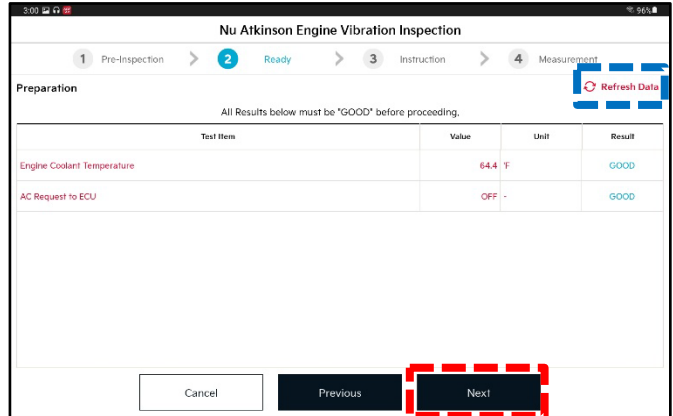 3:00 96%
Nu Atkinson Engine Vibration Inspection
1 Pre-Inspection > 2 Ready > 3 Instruction > 4 Measurement
Preparation Refresh Data
All Results below must be "GOOD" before proceeding.
Test Item Value Unit Result
Engine Coolant Temperature 64.4 'F GOOD
AC Request to ECU OFF - GOOD
Cancel Previous Next